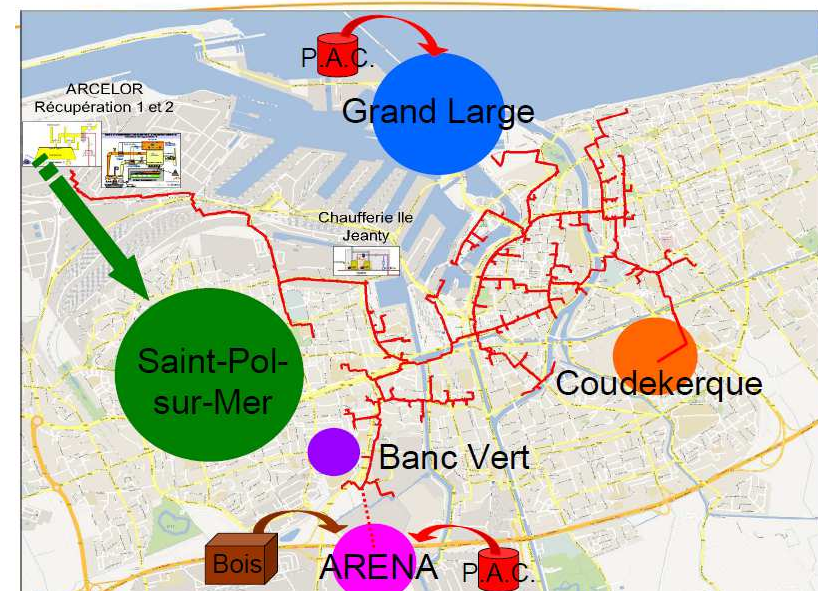 P.A.C.
ARCELOR
Récupération 1 et 2
Grand Large
Chaufferie Ile
Jeanty
Saint-Pol-
sur-Mer
Coudekerque
Banc Vert
Bois
ARENA
P.A.C.